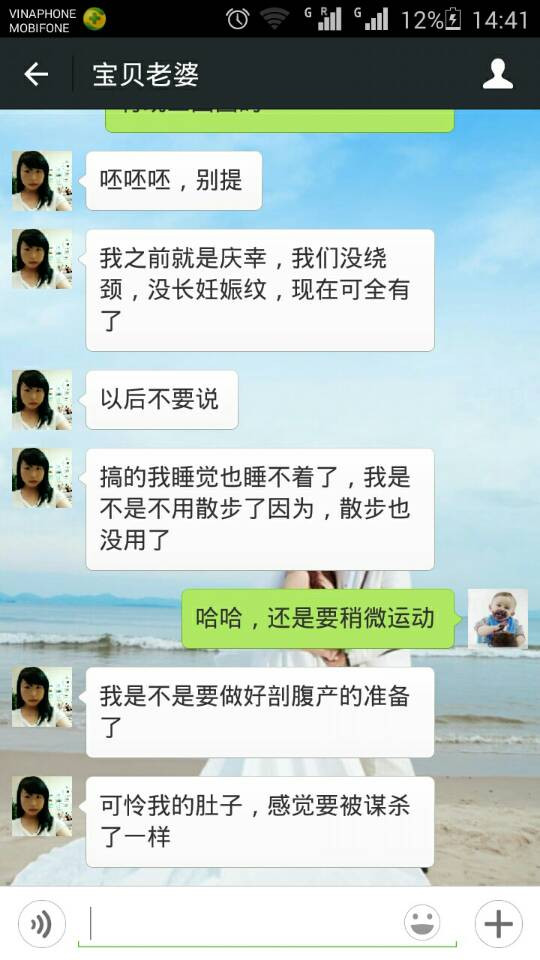 VINAPHONE
MOBIFONE
G R G 12% 14:41
宝贝老婆
呸呸呸，别提
我之前就是庆幸，我们没绕
颈，没长妊娠纹，现在可全有
了
以后不要说
搞的我睡觉也睡不着了，我是
不是不用散步了因为，散步也
没用了
哈哈，还是要稍微运动
我是不是要做好剖腹产的准备
了
可怜我的肚子，感觉要被谋杀
了一样